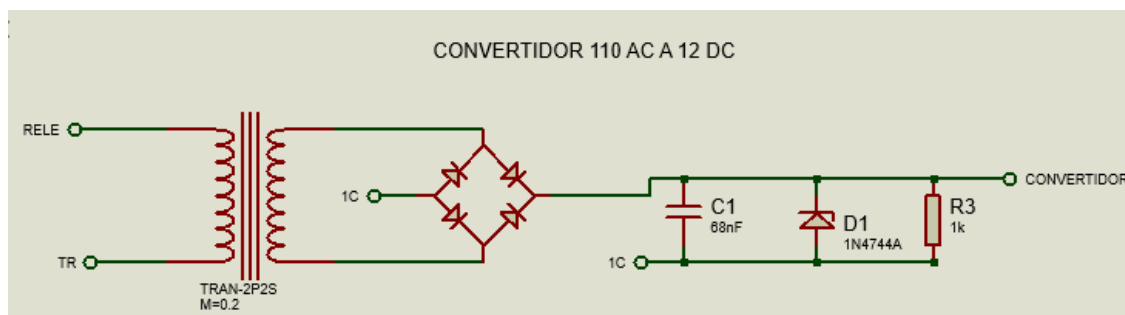 CONVERTIDOR 110 AC A 12 DC
RELE
TR
TRAN-2P2S
M=0.2
1C
C1
68nF
1C
D1
1N4744A
R3
1k
CONVERTIDOR